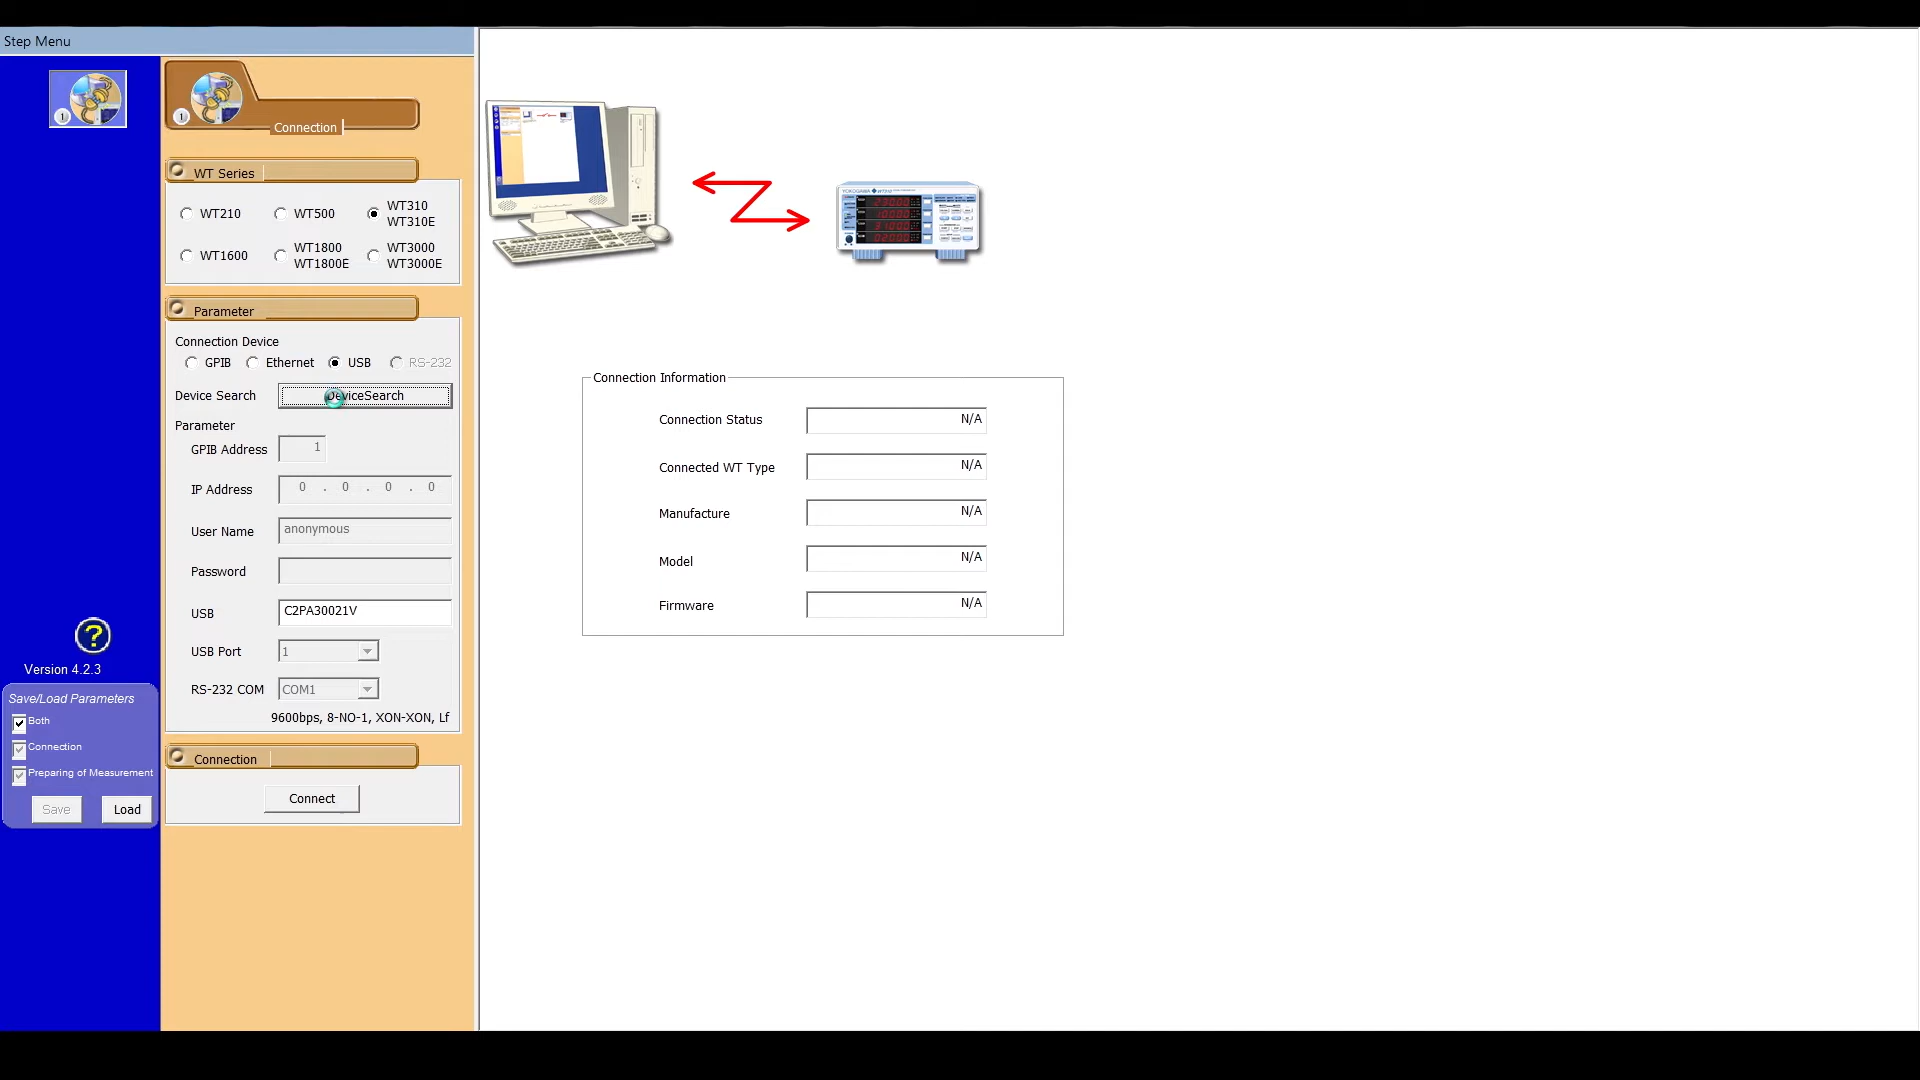 Step Menu
1
1
Connection
WT Series
WT210
WT500
WT310
WT310E
WT1600
WT1800
WT1800E
WT3000
WT3000E
Parameter
Connection Device
GPIB
Ethernet
USB
RS-232
Device Search
DeviceSearch
Parameter
GPIB Address
1
IP Address
0 . 0 . 0 . 0
User Name
anonymous
Password
USB
C2PA30021V
USB Port
1
RS-232 COM
COM1
9600bps, 8-NO-1, XON-XON, Lf
Connection
Connect
?
Version 4.2.3
Save/Load Parameters
Both
Connection
Preparing of Measurement
Save
Load
YOKOGAWA
WT210
Connection Information
Connection Status
N/A
Connected WT Type
N/A
Manufacture
N/A
Model
N/A
Firmware
N/A